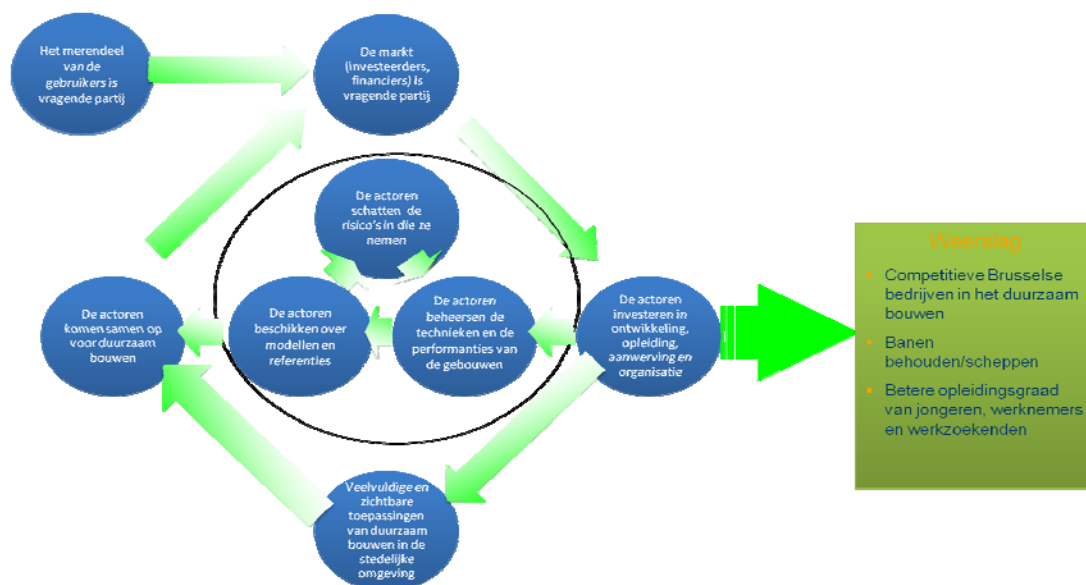 Het merendeel
van de
gebruikers is
vragende partij
De markt
(investeerders,
financiers) is
vragende partij
De actoren
schatten de
risico's in die ze
nemen
De actoren
komen samen op
voor duurzaam
bouwen
De actoren
beschikken over
modellen en
referenties
De actoren
beheersen de
technieken en de
performanties van
de gebouwen
De actoren
investeren in
ontwikkeling,
opleiding,
aanwerving en
organisatie
Veelvuldige en
zichtbare
toepassingen
van duurzaam
bouwen in de
stedelijke
omgeving
Weerslag
▪ Competitieve Brusselse
bedrijven in het duurzaam
bouwen
▪ Banen
behouden/scheppen
▪ Betere opleidingsgraad
van jongeren, werknemers
en werkzoekenden